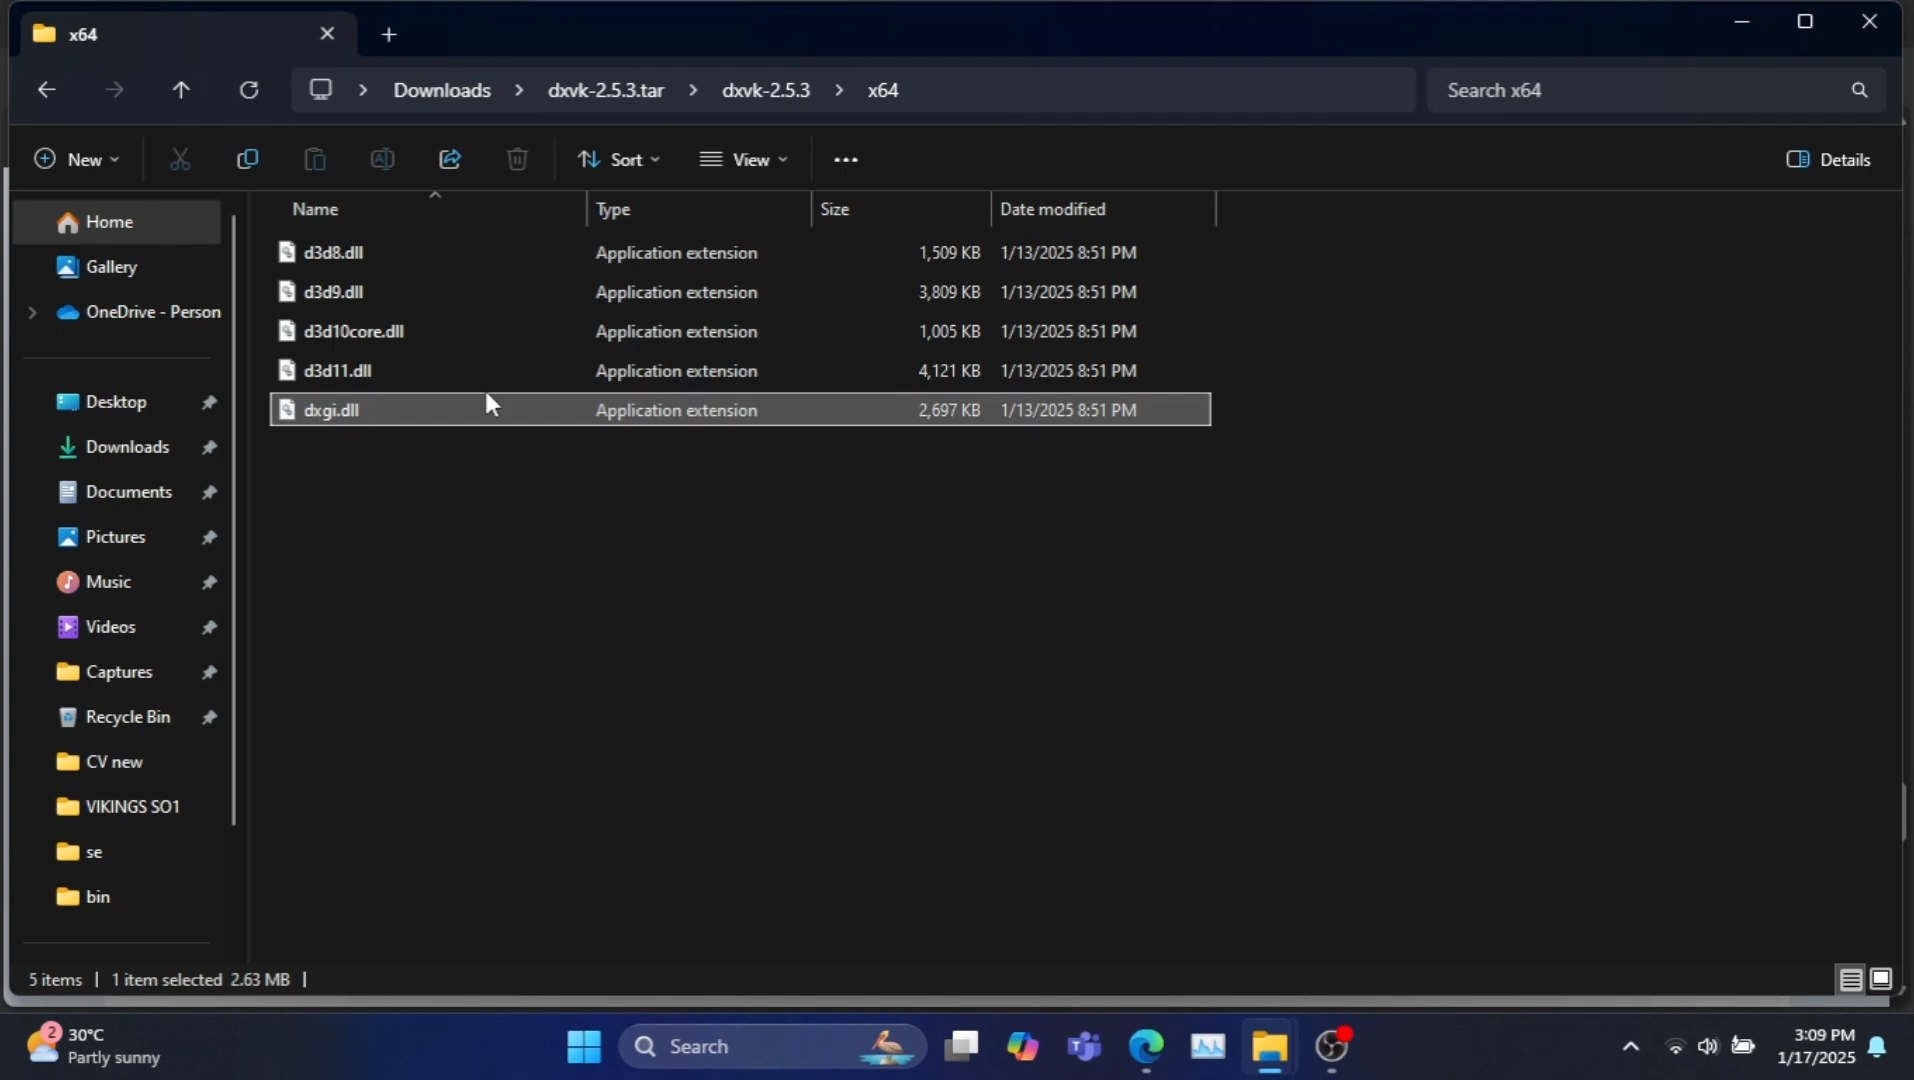 x64
Downloads > dxvk-2.5.3.tar > dxvk-2.5.3 > x64
Search x64
New
Sort
View
Details
Name Type Size Date modified
d3d8.dll Application extension 1,509 KB 1/13/2025 8:51 PM
d3d9.dll Application extension 3,809 KB 1/13/2025 8:51 PM
d3d10core.dll Application extension 1,005 KB 1/13/2025 8:51 PM
d3d11.dll Application extension 4,121 KB 1/13/2025 8:51 PM
dxgi.dll Application extension 2,697 KB 1/13/2025 8:51 PM
Home
Gallery
OneDrive - Person
Desktop
Downloads
Documents
Pictures
Music
Videos
Captures
Recycle Bin
CV new
VIKINGS SO1
se
bin
5 items | 1 item selected 2.63 MB |
2
30°C
Partly sunny
Search
3:09 PM
1/17/2025